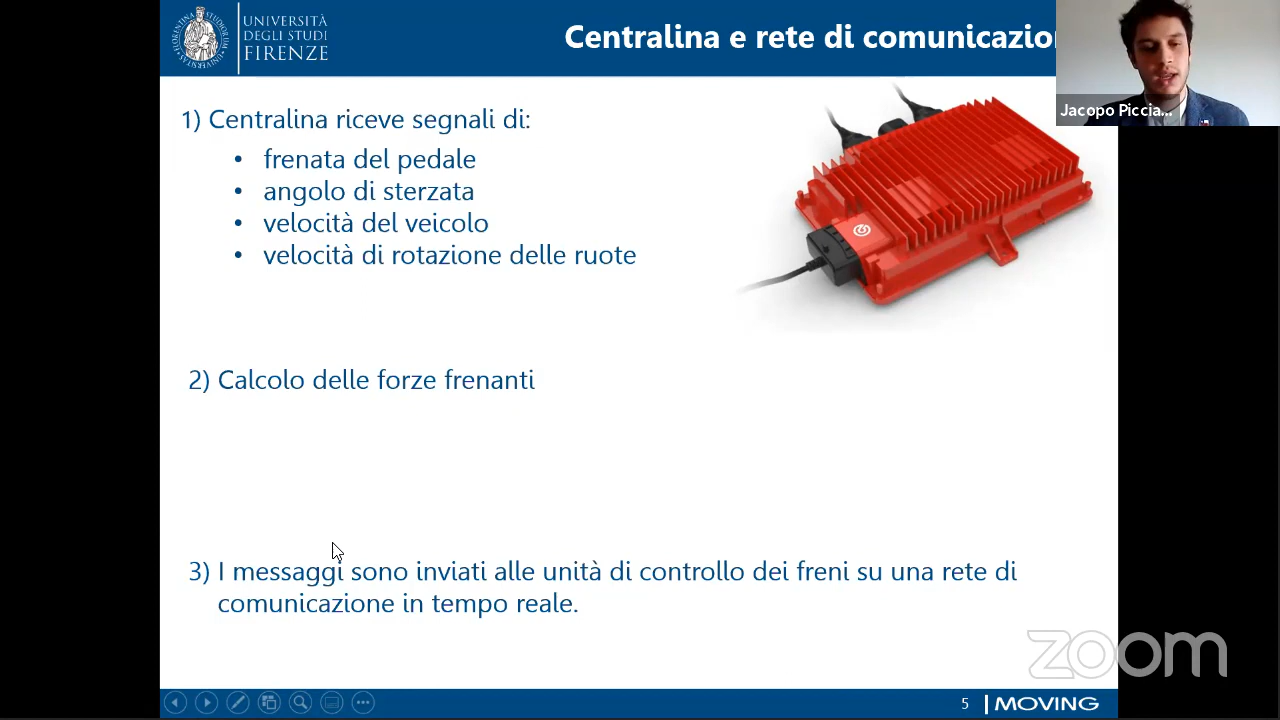 UNIVERSITÀ
DEGLI STUDI
FIRENZE
Centralina e rete di comunicazio
Jacopo Piccia...
1) Centralina riceve segnali di:
• frenata del pedale
• angolo di sterzata
• velocità del veicolo
• velocità di rotazione delle ruote
2) Calcolo delle forze frenanti
3) I messaggi sono inviati alle unità di controllo dei freni su una rete di
comunicazione in tempo reale.
zoom
5 | MOVING